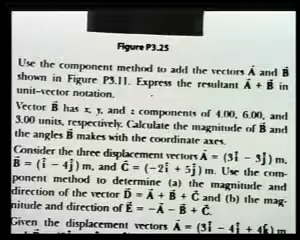 Figure P3.25
Use the component method to add the vectors A⃗ and B⃗
shown in Figure P3.11. Express the resultant A⃗ + B⃗ in
unit–vector notation.
Vector B⃗ has x, y, and z components of 4.00, 6.00, and
3.00 units, respectively. Calculate the magnitude of B⃗ and
the angles B⃗ makes with the coordinate axes.
Consider the three displacement vectors A⃗ = (3î − 3ĵ) m,
B⃗ = (î − 4ĵ) m, and C⃗ = (−2î + 5ĵ) m. Use the com-
ponent method to determine (a) the magnitude and
direction of the vector D⃗ = A⃗ + B⃗ + C⃗ and (b) the mag-
nitude and direction of E⃗ = −A⃗ − B⃗ + C⃗.
Given the displacement vectors A⃗ = (3î − 4ĵ + 4k̂) m